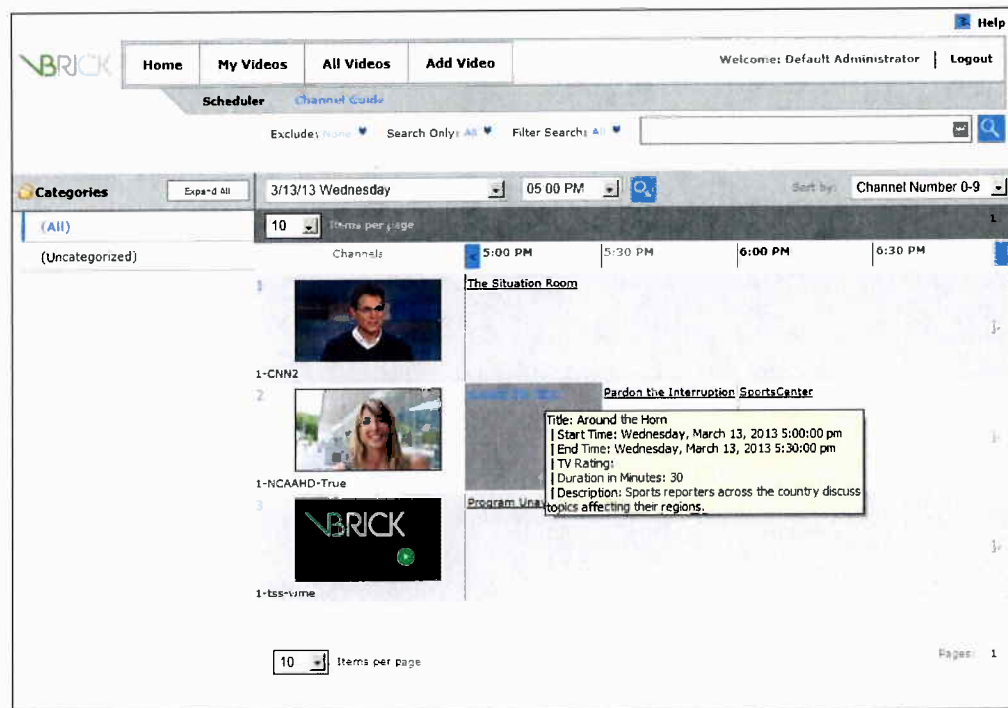 ? Help
VBRICK
Home My Videos All Videos Add Video
Welcome: Default Administrator | Logout
Scheduler Channel Guide
Exclude: None Search Only: All Filter Search: All
Categories Expand All
3/13/13 Wednesday 05 00 PM Sort by: Channel Number 0-9
(All)
10 Items per page 1
(Uncategorized)
Channels < 5:00 PM 5:30 PM 6:00 PM 6:30 PM
1 The Situation Room
1-CNN2
2 Pardon the Interruption SportsCenter
Title: Around the Horn
| Start Time: Wednesday, March 13, 2013 5:00:00 pm
| End Time: Wednesday, March 13, 2013 5:30:00 pm
| TV Rating:
| Duration in Minutes: 30
| Description: Sports reporters across the country discuss
topics affecting their regions.
1-NCAAHD-True
3 Program
VBRICK
1-tss-wme
10 Items per page
Pages: 1